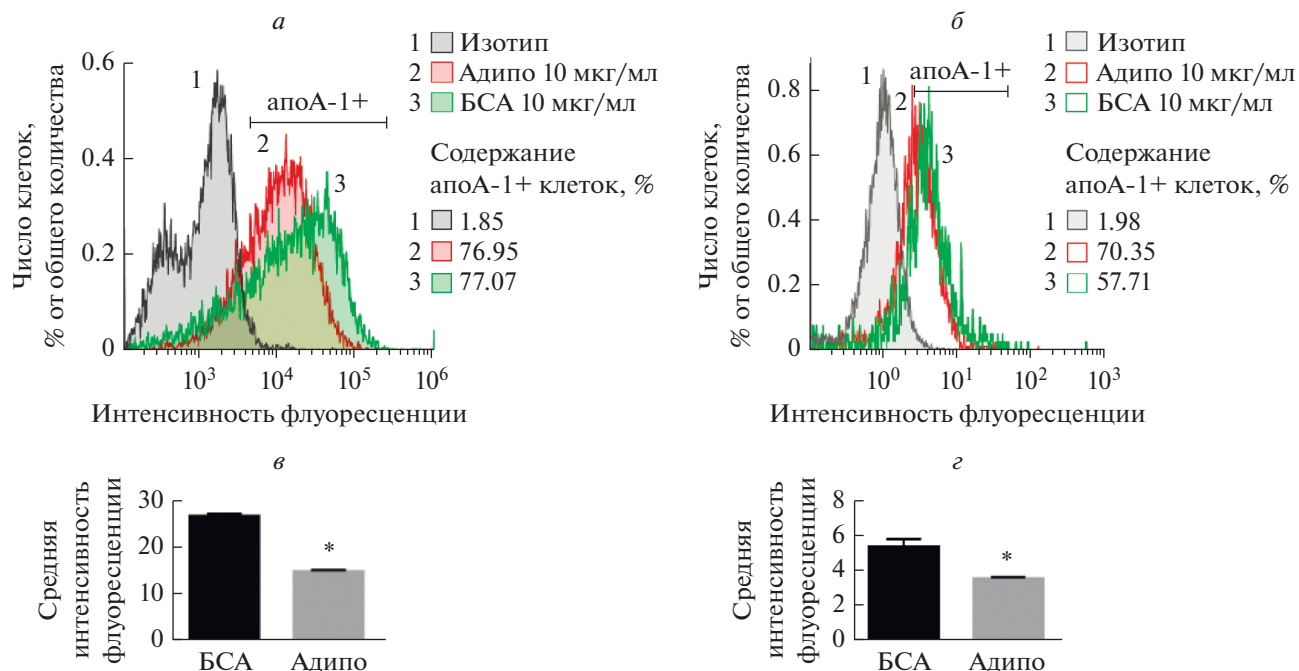 а
1 Изотип
2 Адипо 10 мкг/мл
3 БСА 10 мкг/мл
Содержание
апоА-1+ клеток, %
1 1.85
2 76.95
3 77.07
Число клеток,
% от общего количества
0.6
0.4
0.2
0
1
апоА-1+
2
3
10³ 10⁴ 10⁵ 10⁶
Интенсивность флуоресценции
б
1 Изотип
2 Адипо 10 мкг/мл
3 БСА 10 мкг/мл
Содержание
апоА-1+ клеток, %
1 1.98
2 70.35
3 57.71
Число клеток,
% от общего количества
0.8
0.6
0.4
0.2
0
1
апоА-1+
2
3
10⁰ 10¹ 10² 10³
Интенсивность флуоресценции
в
Средняя
интенсивность
флуоресценции
30
20
10
0
*
БСА Адипо
г
Средняя
интенсивность
флуоресценции
8
6
4
2
0
*
БСА Адипо